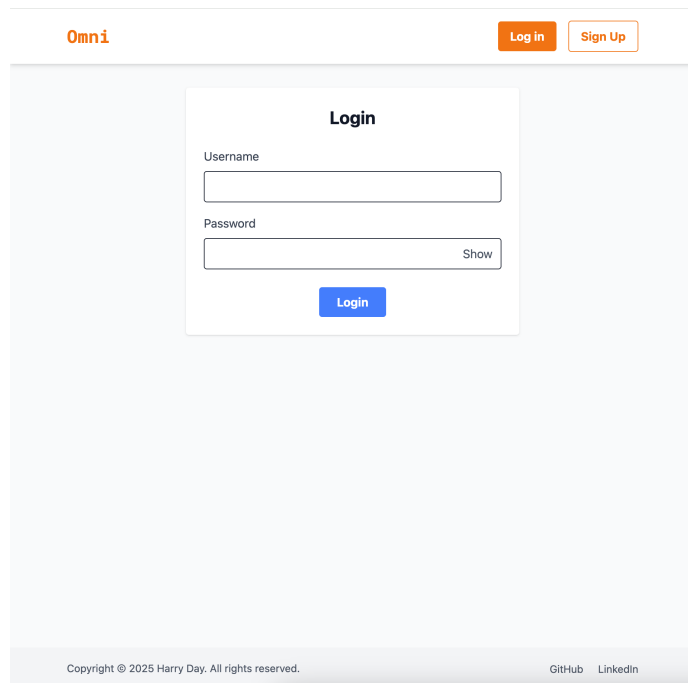 Omni
Log in
Sign Up
Login
Username
Password
Show
Login
Copyright © 2025 Harry Day. All rights reserved.
GitHub
LinkedIn